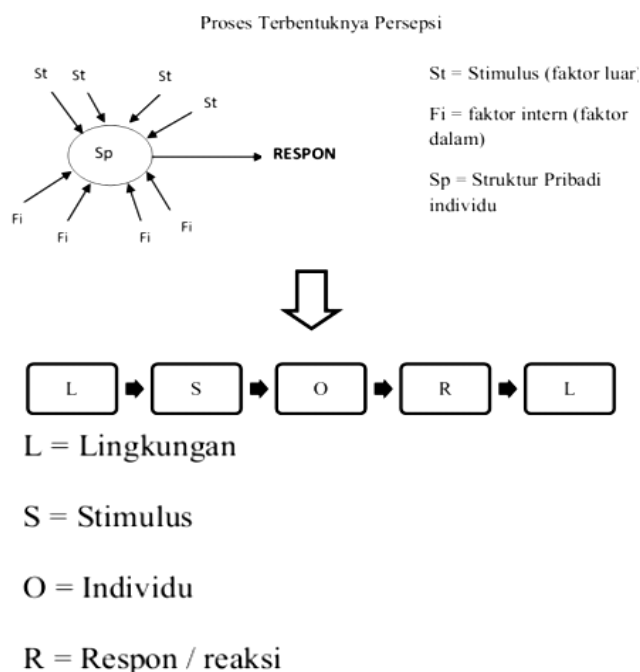 Proses Terbentuknya Persepsi
St St St
St
Sp
RESPON
Fi Fi Fi Fi
St = Stimulus (faktor luar)
Fi = faktor intern (faktor
dalam)
Sp = Struktur Pribadi
individu
L S O R L
L = Lingkungan
S = Stimulus
O = Individu
R = Respon / reaksi